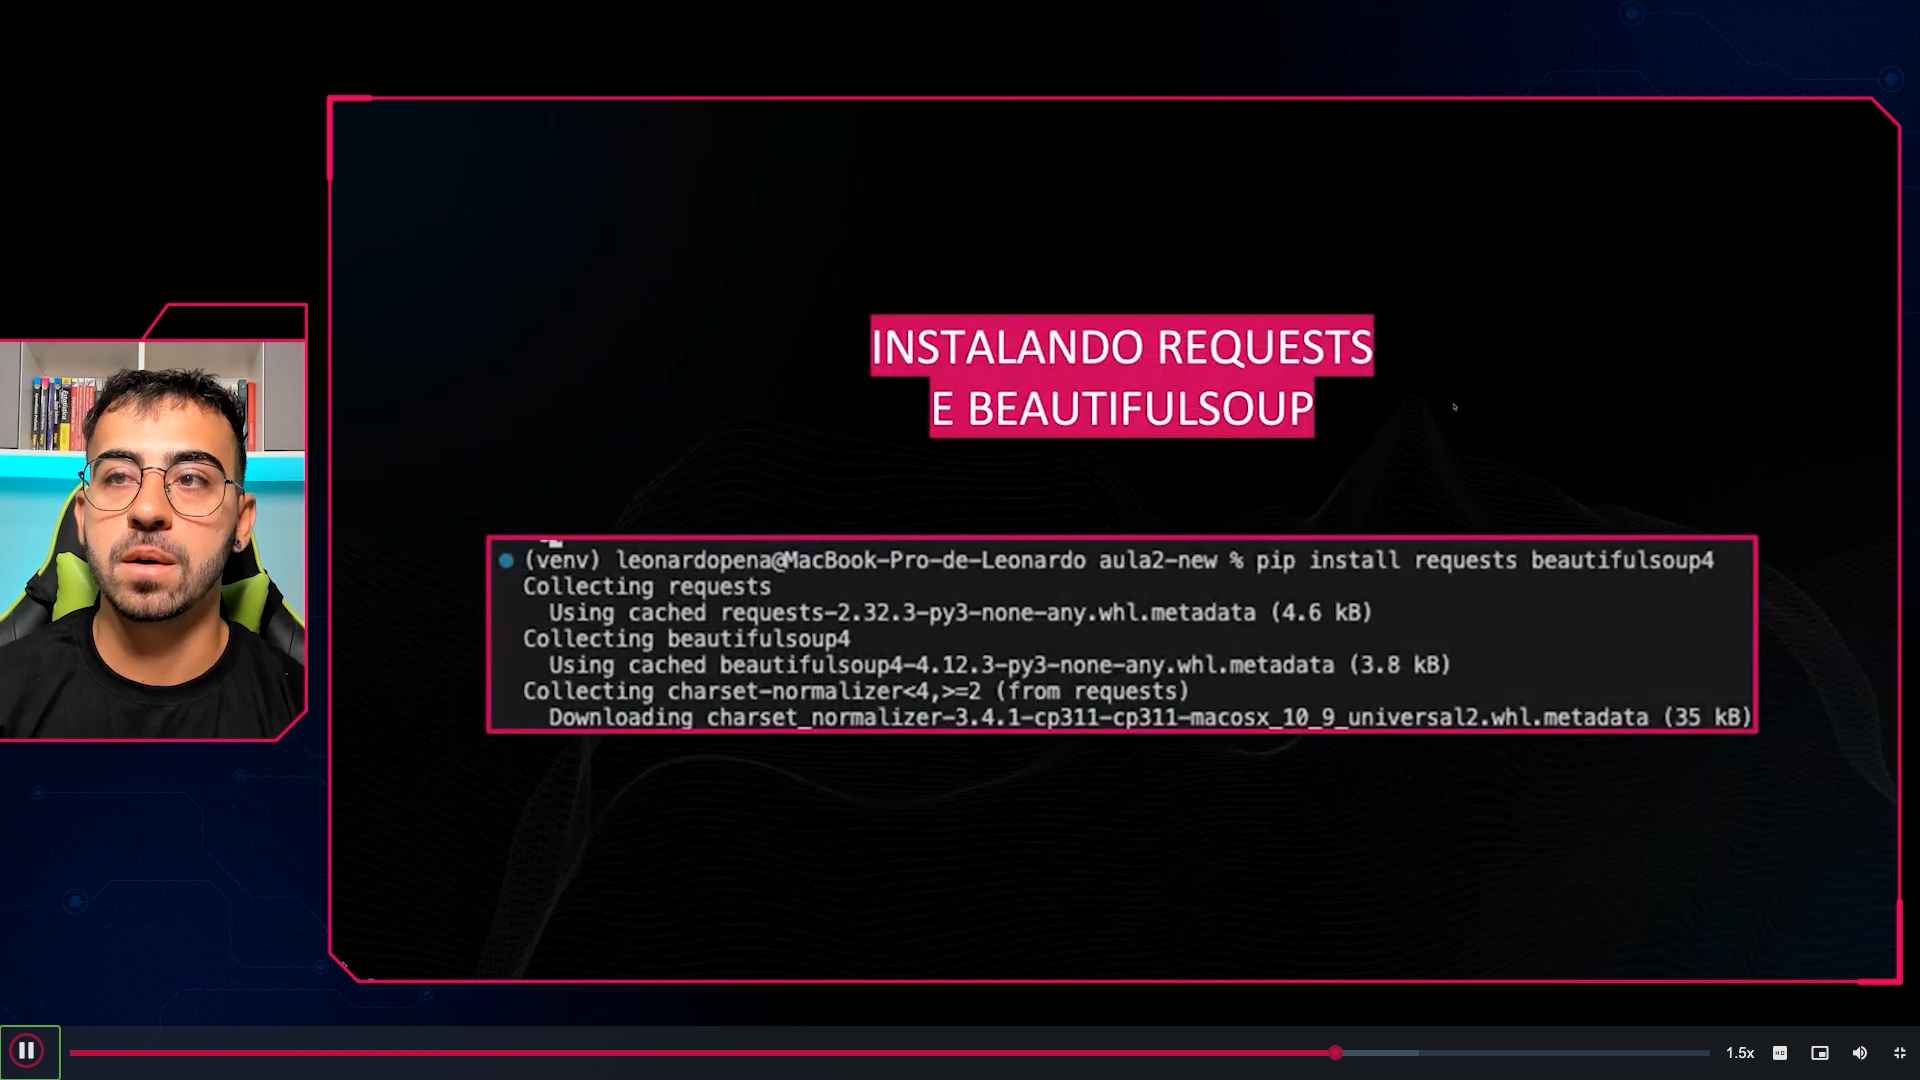 INSTALANDO REQUESTS
E BEAUTIFULSOUP
(venv) leonardopena@MacBook-Pro-de-Leonardo aula2-new % pip install requests beautifulsoup4
Collecting requests
Using cached requests-2.32.3-py3-none-any.whl.metadata (4.6 kB)
Collecting beautifulsoup4
Using cached beautifulsoup4-4.12.3-py3-none-any.whl.metadata (3.8 kB)
Collecting charset-normalizer<4,>=2 (from requests)
Downloading charset_normalizer-3.4.1-cp311-cp311-macosx_10_9_universal2.whl.metadata (35 kB)
1.5x